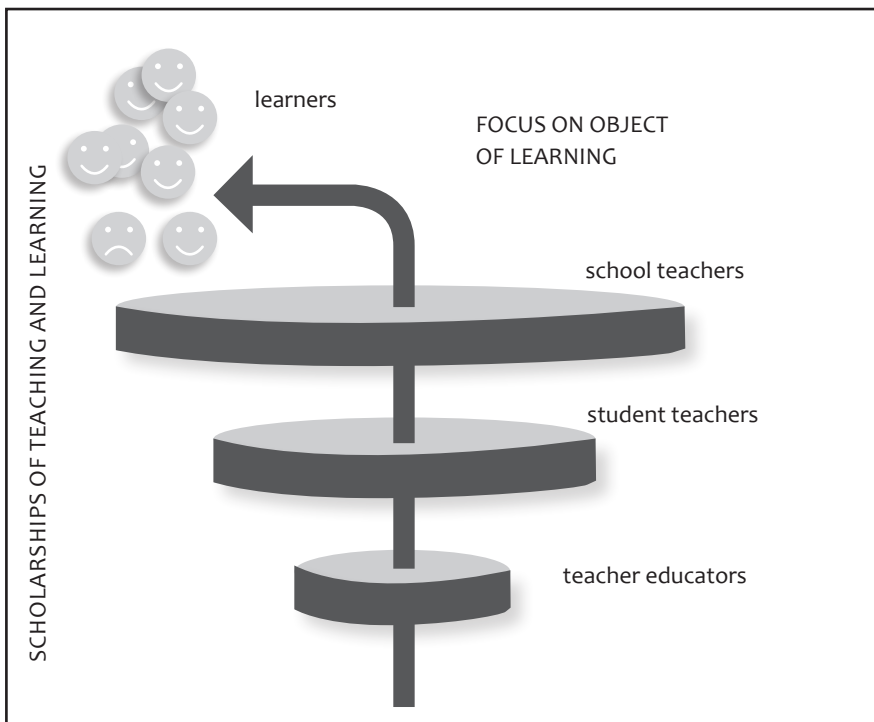 learners
FOCUS ON OBJECT
OF LEARNING
school teachers
student teachers
teacher educators
SCHOLARSHIPS OF TEACHING AND LEARNING